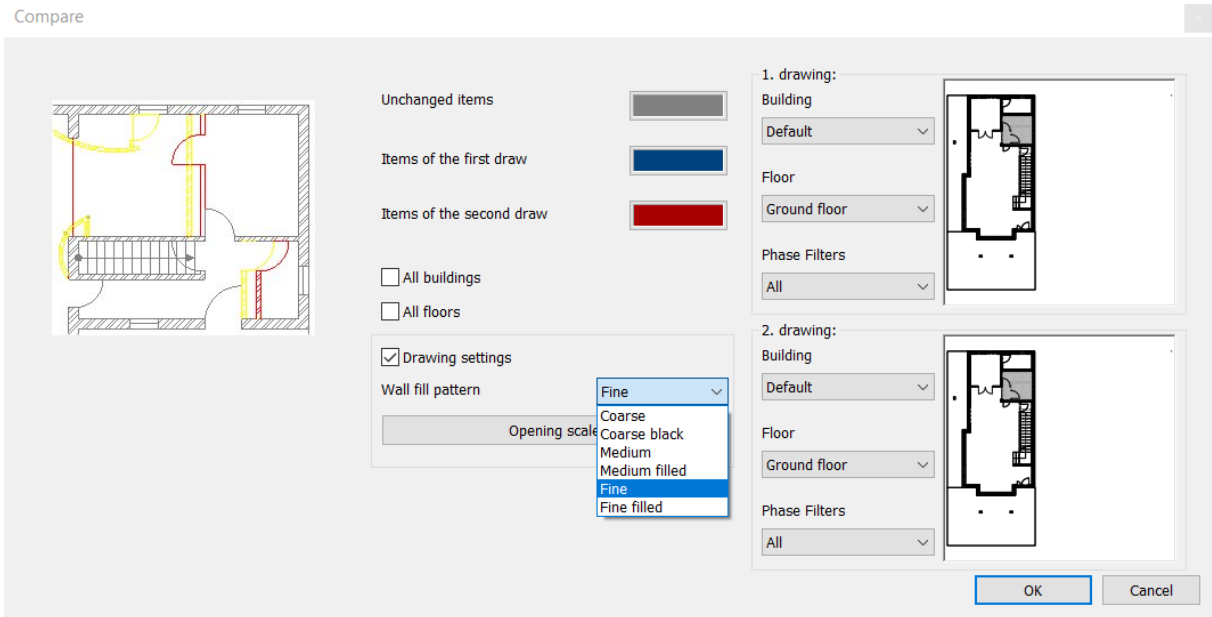 Compare
Unchanged items
Items of the first draw
Items of the second draw
All buildings
All floors
Drawing settings
Wall fill pattern
Fine
Coarse
Coarse black
Medium
Medium filled
Fine
Fine filled
Opening scale
1. drawing:
Building
Default
Floor
Ground floor
Phase Filters
All
2. drawing:
Building
Default
Floor
Ground floor
Phase Filters
All
OK
Cancel